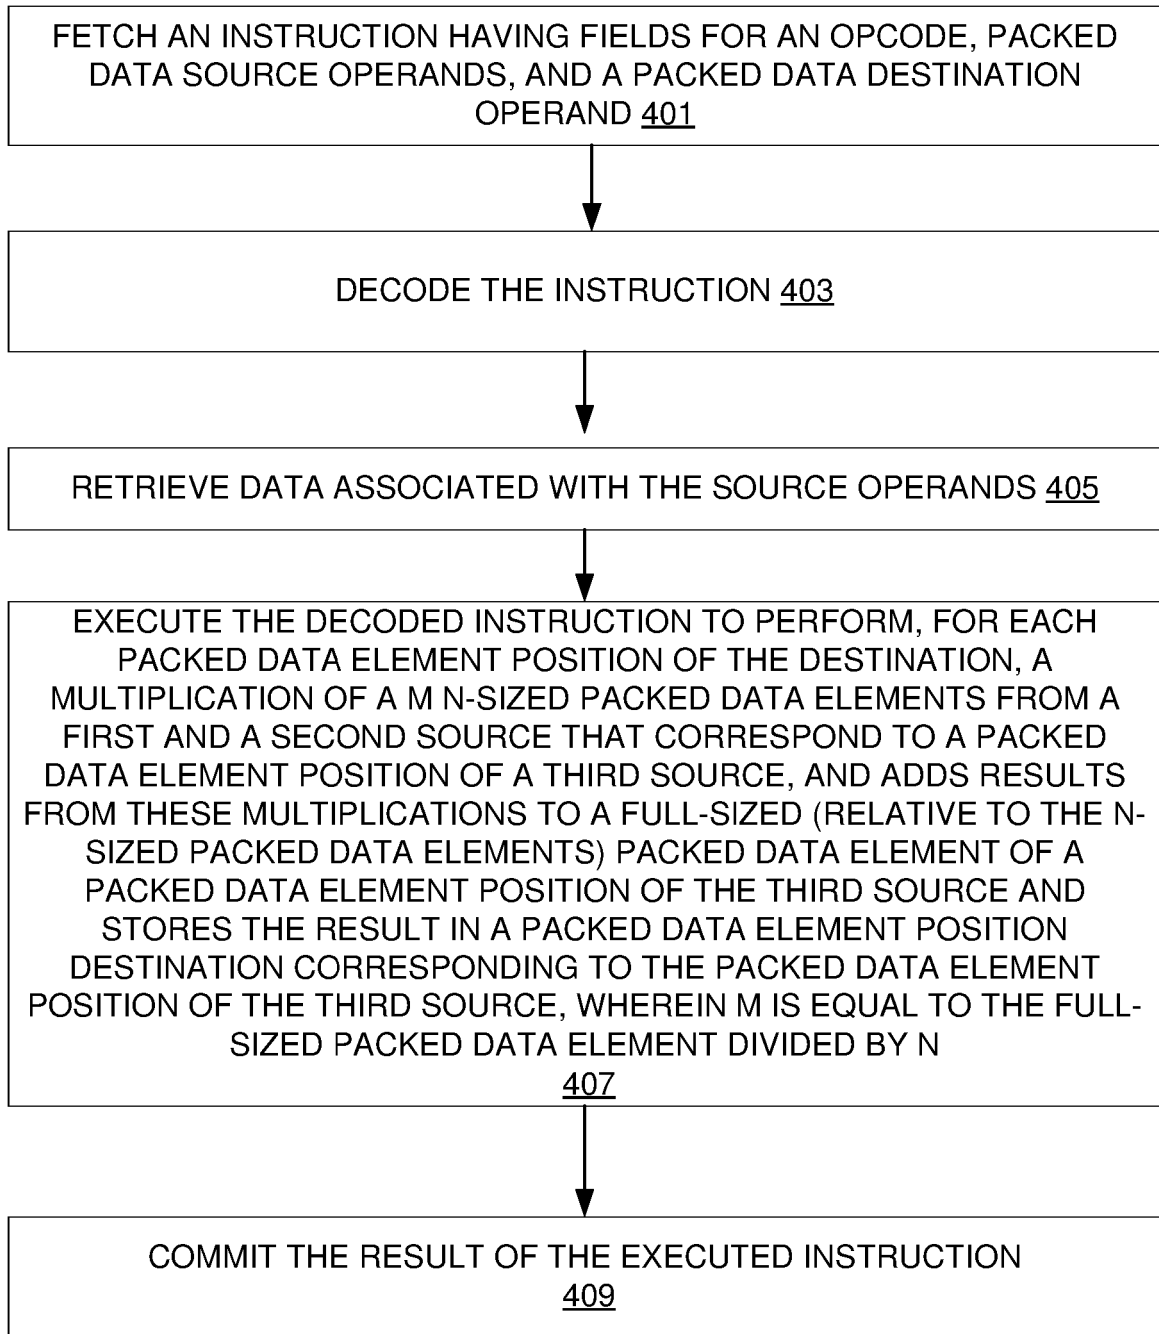 FETCH AN INSTRUCTION HAVING FIELDS FOR AN OPCODE, PACKED
DATA SOURCE OPERANDS, AND A PACKED DATA DESTINATION
OPERAND 401
DECODE THE INSTRUCTION 403
RETRIEVE DATA ASSOCIATED WITH THE SOURCE OPERANDS 405
EXECUTE THE DECODED INSTRUCTION TO PERFORM, FOR EACH
PACKED DATA ELEMENT POSITION OF THE DESTINATION, A
MULTIPLICATION OF A M N-SIZED PACKED DATA ELEMENTS FROM A
FIRST AND A SECOND SOURCE THAT CORRESPOND TO A PACKED
DATA ELEMENT POSITION OF A THIRD SOURCE, AND ADDS RESULTS
FROM THESE MULTIPLICATIONS TO A FULL-SIZED (RELATIVE TO THE N-
SIZED PACKED DATA ELEMENTS) PACKED DATA ELEMENT OF A
PACKED DATA ELEMENT POSITION OF THE THIRD SOURCE AND
STORES THE RESULT IN A PACKED DATA ELEMENT POSITION
DESTINATION CORRESPONDING TO THE PACKED DATA ELEMENT
POSITION OF THE THIRD SOURCE, WHEREIN M IS EQUAL TO THE FULL-
SIZED PACKED DATA ELEMENT DIVIDED BY N
407
COMMIT THE RESULT OF THE EXECUTED INSTRUCTION
409